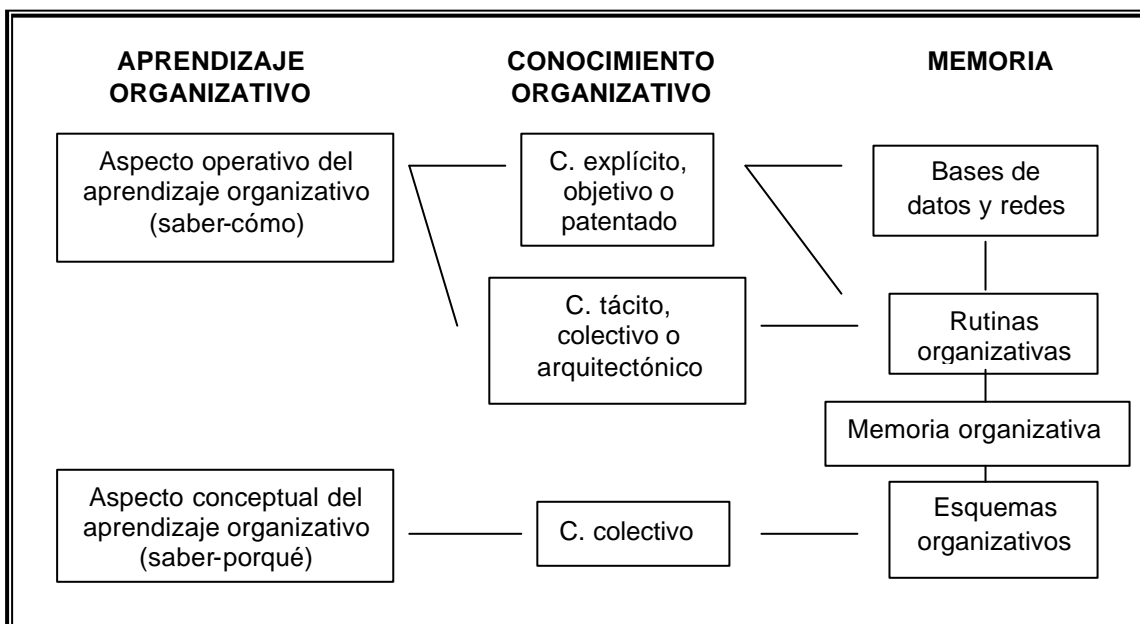 APRENDIZAJE
ORGANIZATIVO
CONOCIMIENTO
ORGANIZATIVO
MEMORIA
Aspecto operativo del
aprendizaje organizativo
(saber-cómo)
C. explícito,
objetivo o
patentado
Bases de
datos y redes
C. tácito,
colectivo o
arquitectónico
Rutinas
organizativas
Memoria organizativa
Aspecto conceptual del
aprendizaje organizativo
(saber-porqué)
C. colectivo
Esquemas
organizativos